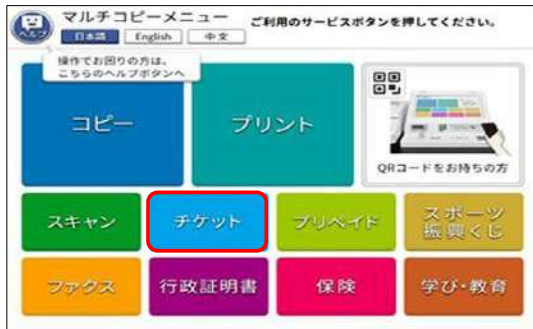 ヘルプ
マルチコピーメニュー
ご利用のサービスボタンを押してください。
日本語
English
中文
操作でお困りの方は、
こちらのヘルプボタンへ
コピー
プリント
QRコードをお持ちの方
スキャン
チケット
プリペイド
スポーツ
振興くじ
ファクス
行政証明書
保険
学び・教育